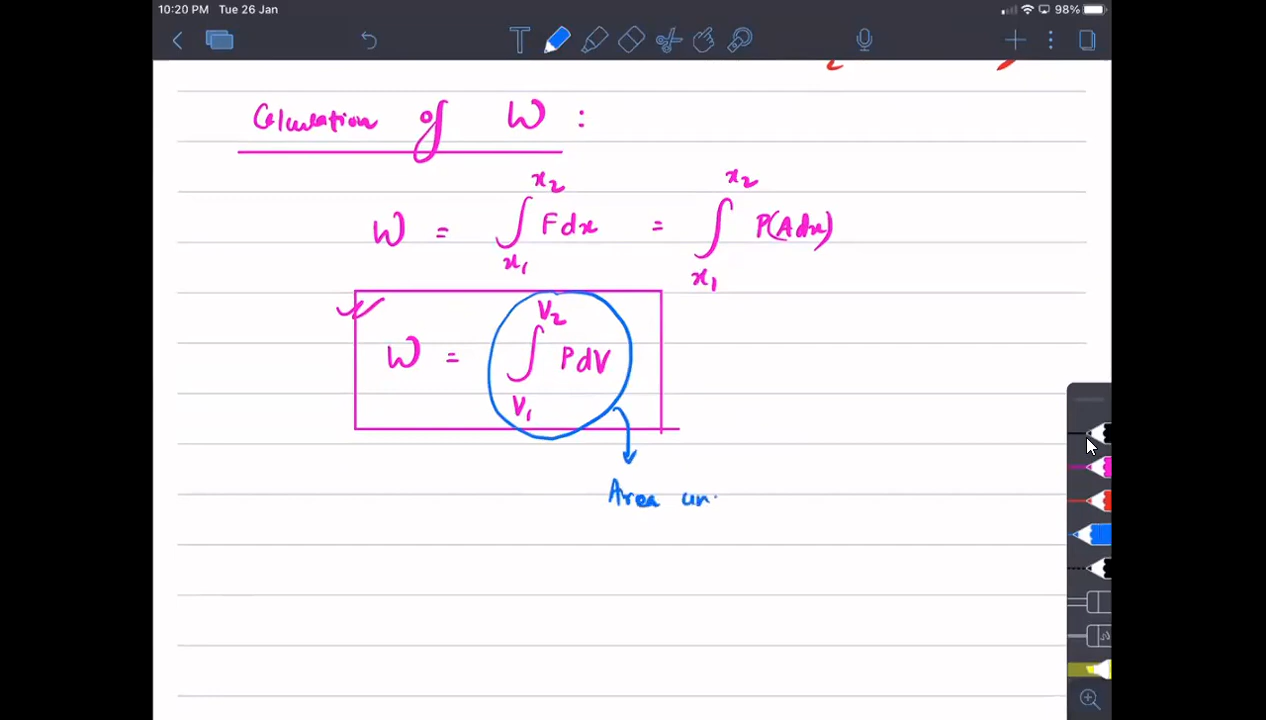 10:20 PM Tue 26 Jan 98%
Calculation of W :
W = ∫_{x₁}^{x₂} Fdx = ∫_{x₁}^{x₂} P(Adx)
W = ∫_{V₁}^{V₂} PdV
Area un